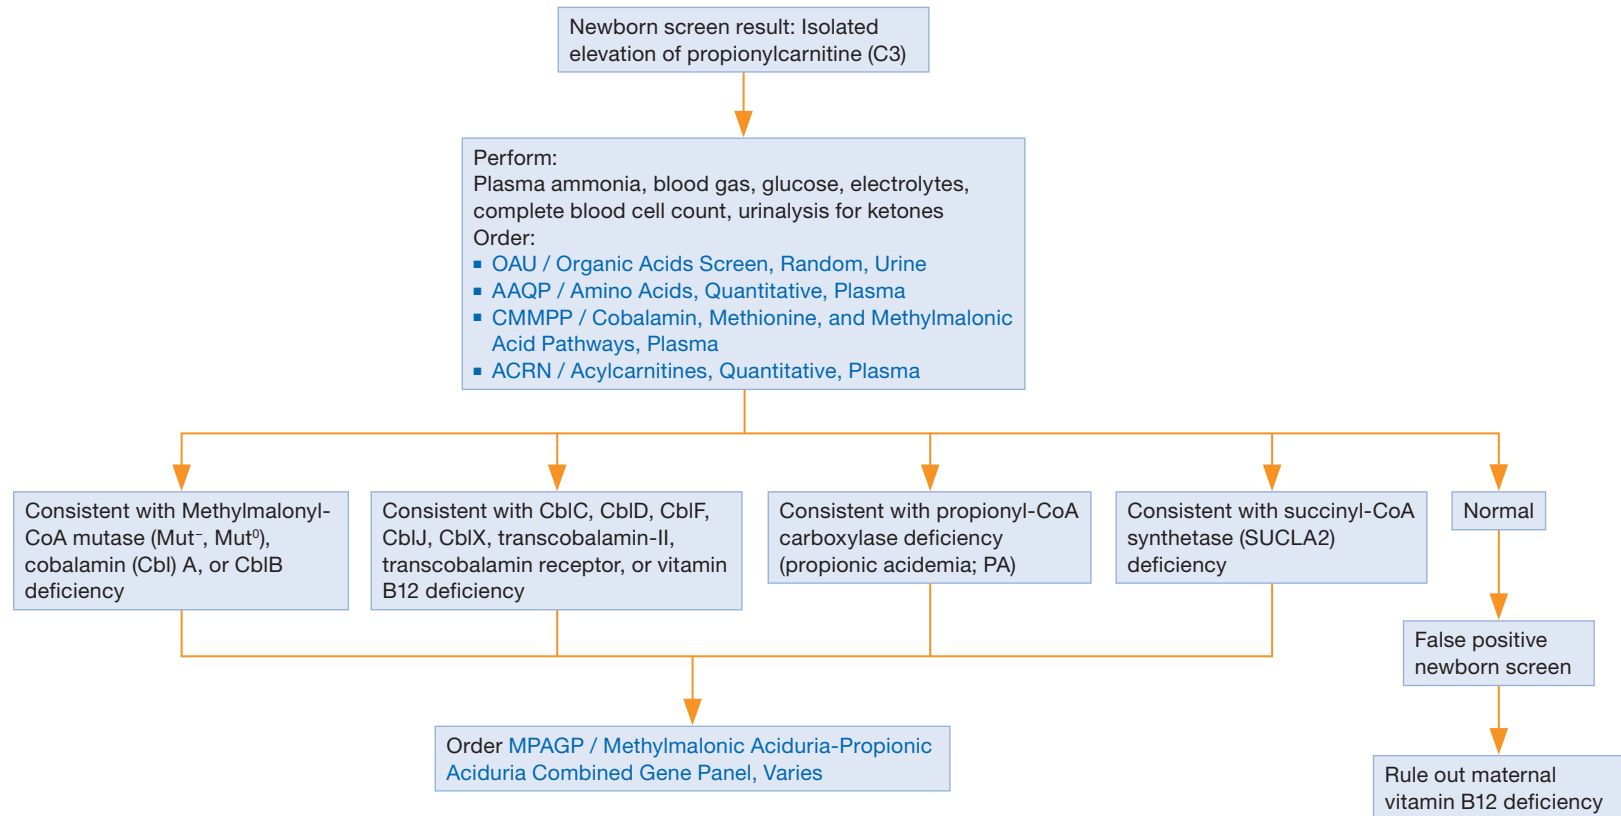 Newborn screen result: Isolated
elevation of propionylcarnitine (C3)
Perform:
Plasma ammonia, blood gas, glucose, electrolytes,
complete blood cell count, urinalysis for ketones
Order:
▪ OAU / Organic Acids Screen, Random, Urine
▪ AAQP / Amino Acids, Quantitative, Plasma
▪ CMMPP / Cobalamin, Methionine, and Methylmalonic
Acid Pathways, Plasma
▪ ACRN / Acylcarnitines, Quantitative, Plasma
Consistent with Methylmalonyl-
CoA mutase (Mut⁻, Mut⁰),
cobalamin (Cbl) A, or CblB
deficiency
Consistent with CblC, CblD, CblF,
CblJ, CblX, transcobalamin-II,
transcobalamin receptor, or vitamin
B12 deficiency
Consistent with propionyl-CoA
carboxylase deficiency
(propionic acidemia; PA)
Consistent with succinyl-CoA
synthetase (SUCLA2)
deficiency
Normal
False positive
newborn screen
Order MPAGP / Methylmalonic Aciduria-Propionic
Aciduria Combined Gene Panel, Varies
Rule out maternal
vitamin B12 deficiency